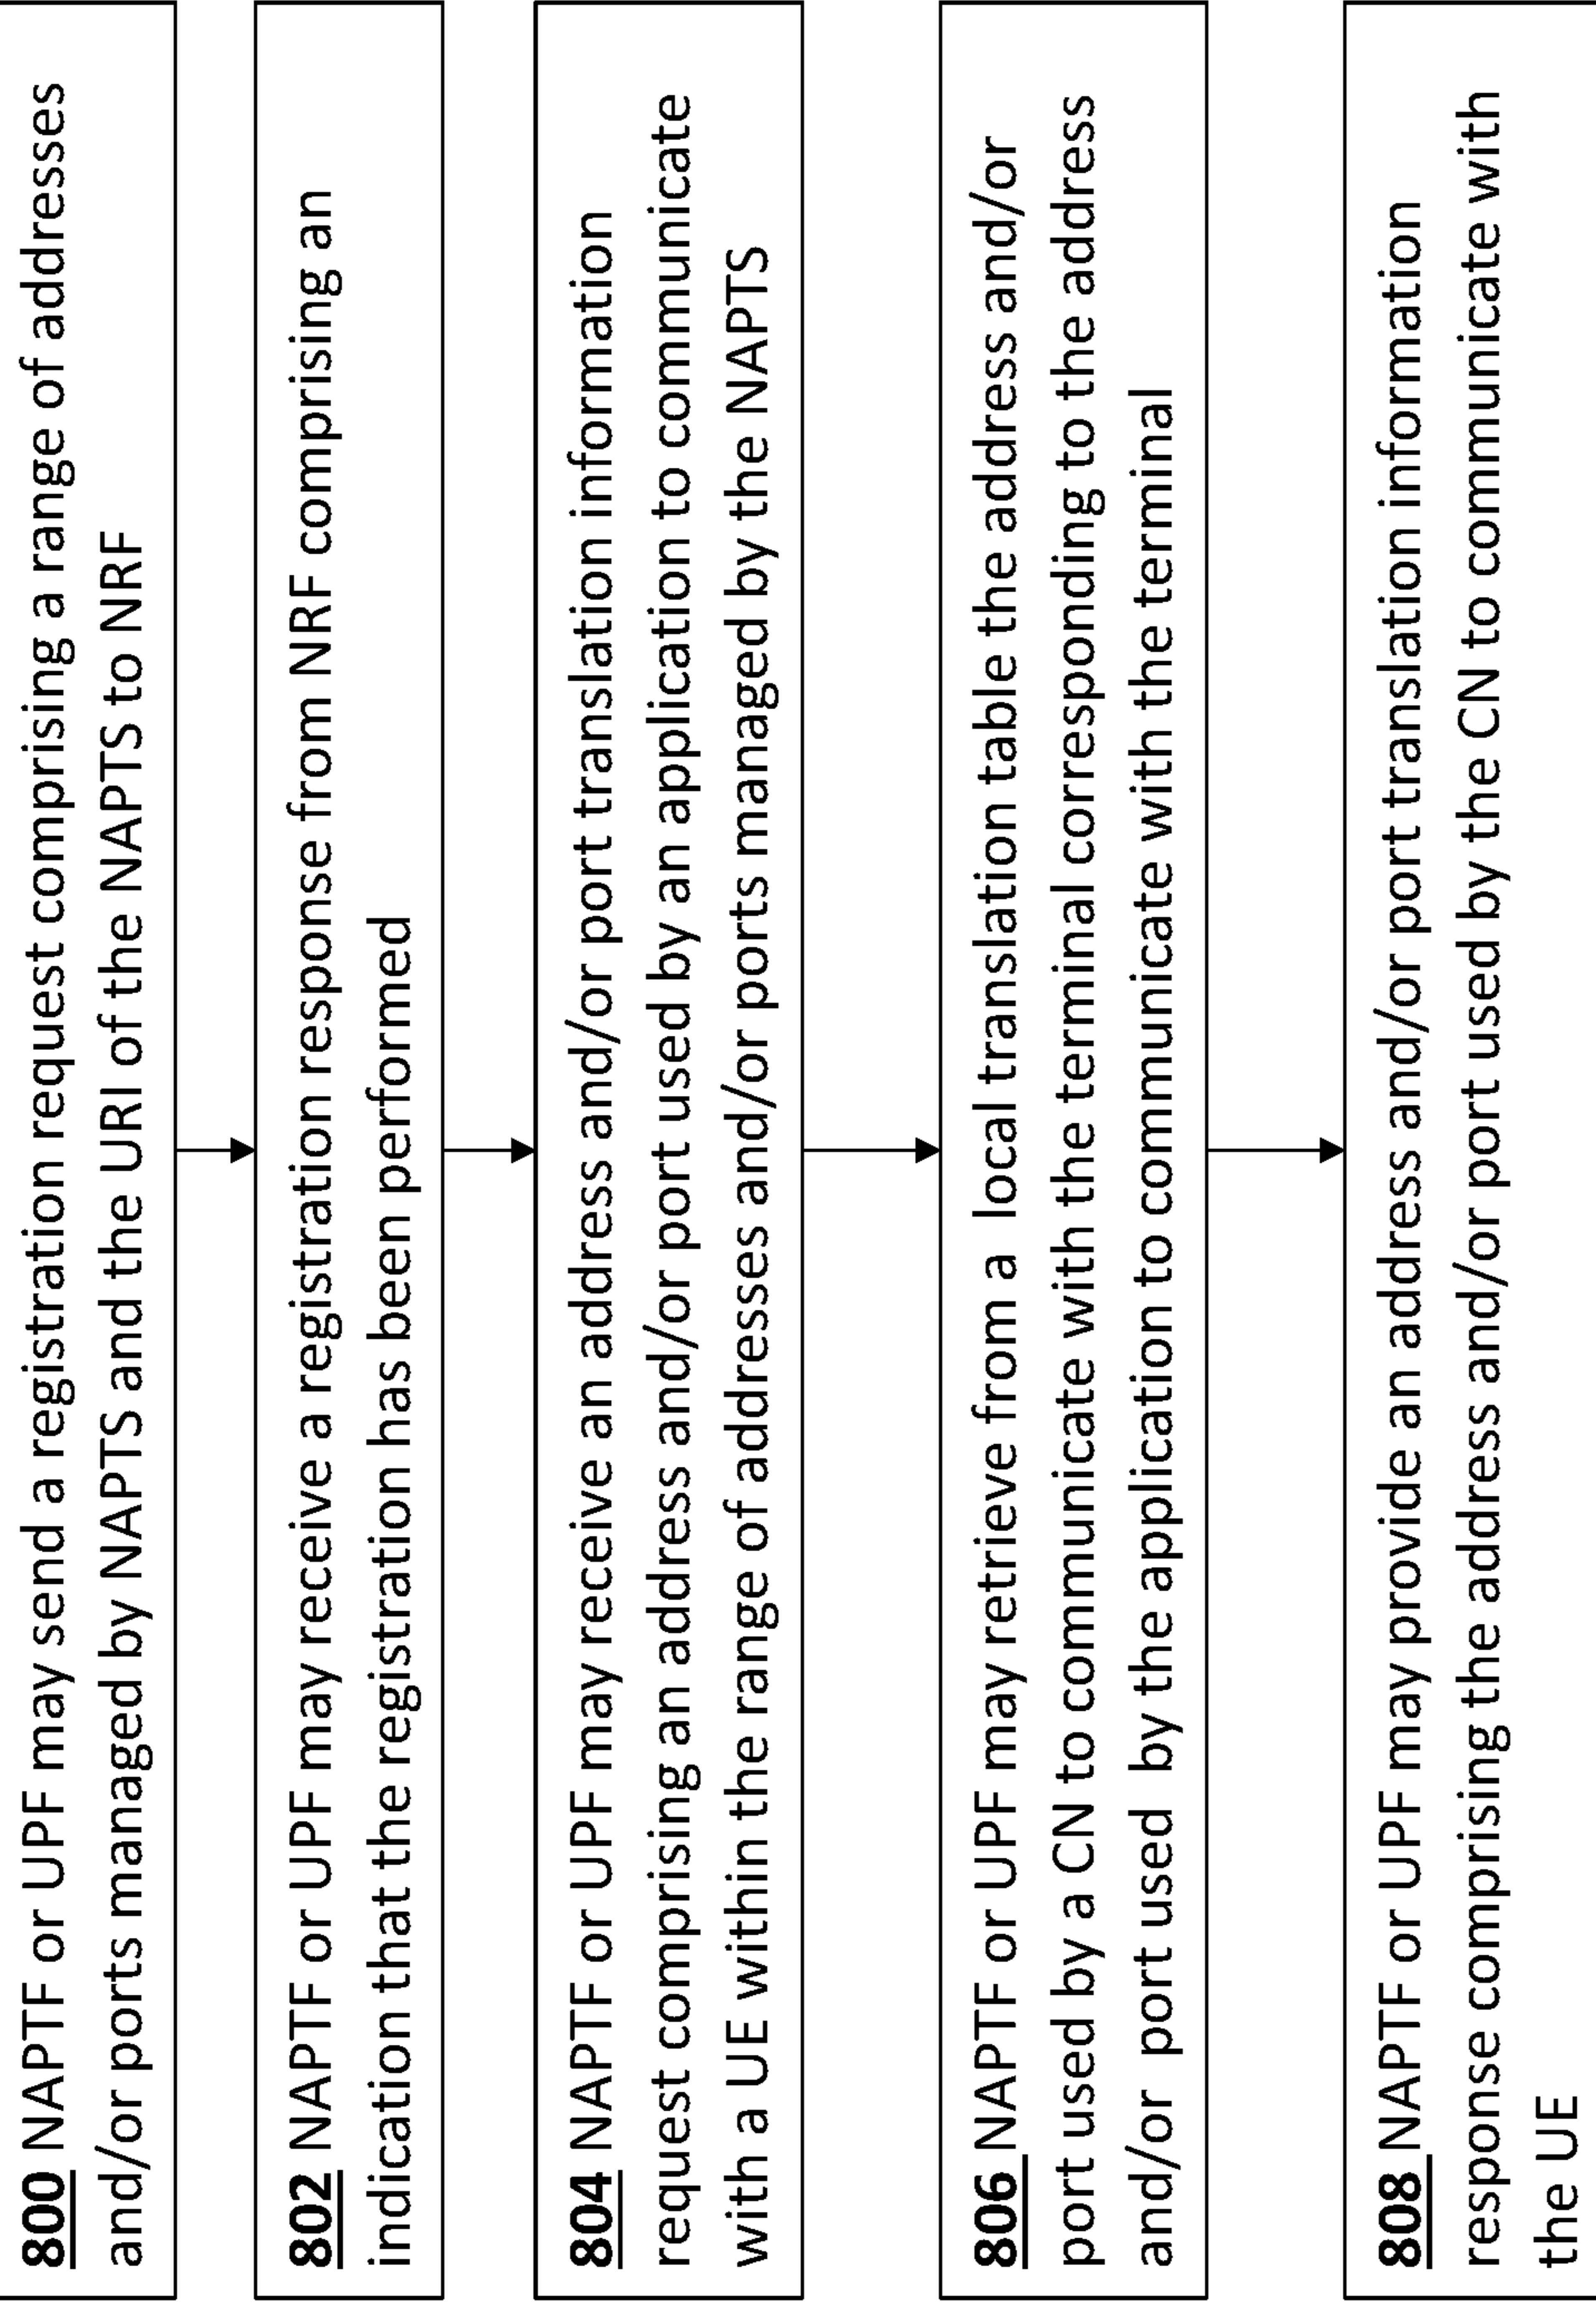 800 NAPTF or UPF may send a registration request comprising a range of addresses
and/or ports managed by NAPTS and the URI of the NAPTS to NRF
802 NAPTF or UPF may receive a registration response from NRF comprising an
indication that the registration has been performed
804 NAPTF or UPF may receive an address and/or port translation information
request comprising an address and/or port used by an application to communicate
with a UE within the range of addresses and/or ports managed by the NAPTS
806 NAPTF or UPF may retrieve from a local translation table the address and/or
port used by a CN to communicate with the terminal corresponding to the address
and/or port used by the application to communicate with the terminal
808 NAPTF or UPF may provide an address and/or port translation information
response comprising the address and/or port used by the CN to communicate with
the UE